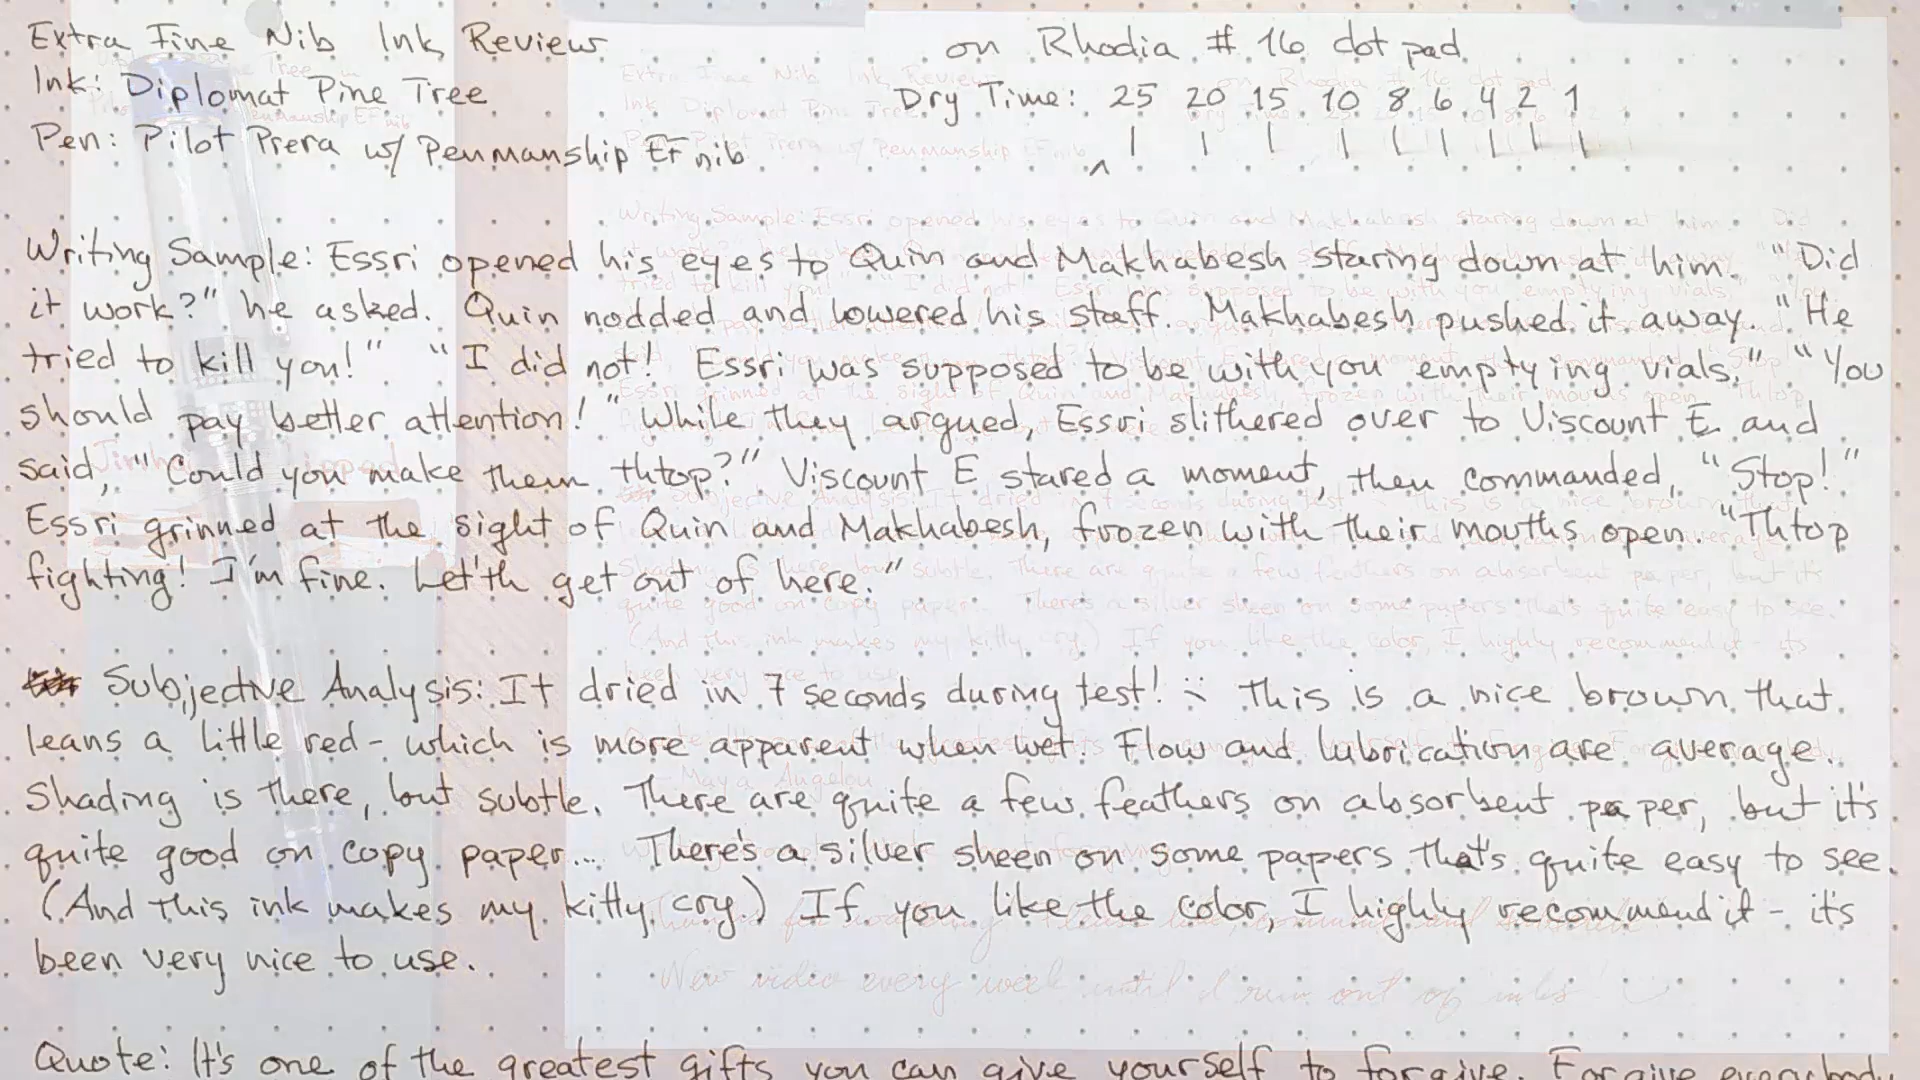 Extra Fine Nib Ink Review
on Rhodia # 16 dot pad
Ink: Diplomat Pine Tree
Dry Time: 25 20 15 10 8 6 4 2 1
Pen: Pilot Prera w/ Penmanship EF nib
Writing Sample: Essri opened his eyes to Quin and Makhabesh staring down at him. "Did
it work?" he asked. Quin nodded and lowered his staff. Makhabesh pushed it away. "He
tried to kill you!" "I did not! Essri was supposed to be with you emptying vials." "You
should pay better attention!" While they argued, Essri slithered over to Viscount E and
said, "Could you make them thtop?" Viscount E stared a moment, then commanded, "Stop!"
Essri grinned at the sight of Quin and Makhabesh, frozen with their mouths open. "Thtop
fighting! I'm fine. Let'th get out of here."
Subjective Analysis: It dried in 7 seconds during test! :) This is a nice brown that
leans a little red - which is more apparent when wet. Flow and lubrication are average.
Shading is there, but subtle. There are quite a few feathers on absorbent paper, but it's
quite good on copy paper... There's a silver sheen on some papers that's quite easy to see.
(And this ink makes my kitty cry.) If you like the color, I highly recommend it - it's
been very nice to use.
New video every week until I run out of inks!
Quote: It's one of the greatest gifts you can give yourself to forgive. Forgive everybody.